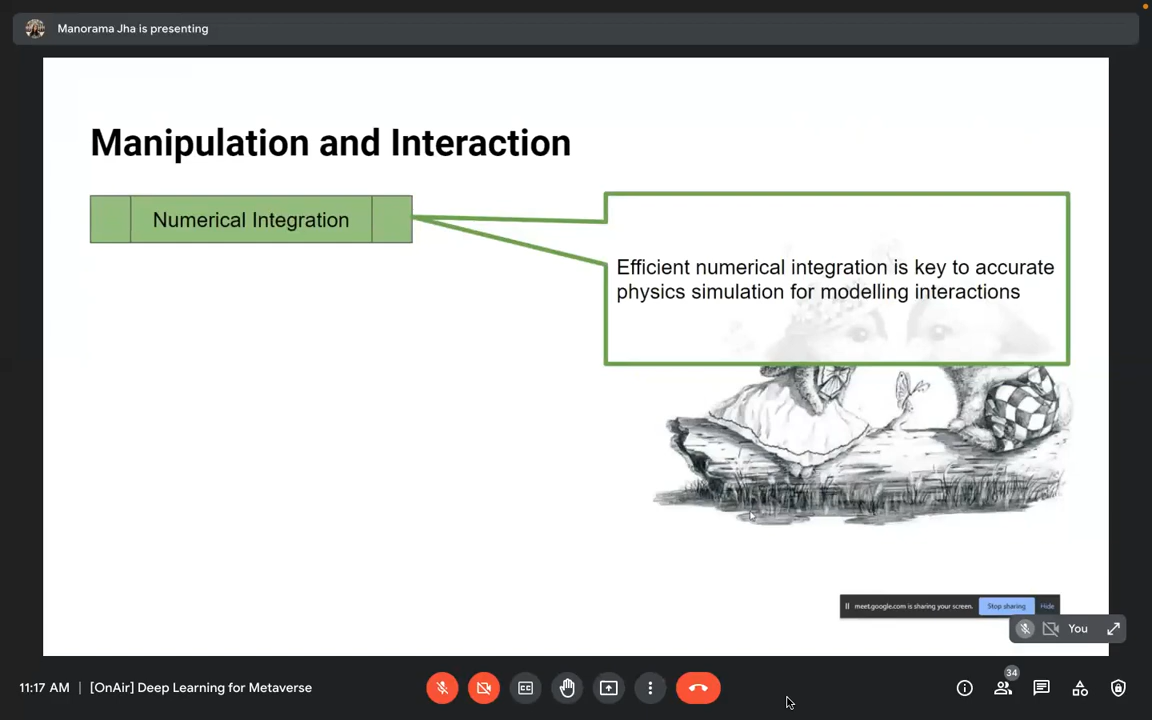 Manorama Jha is presenting
Manipulation and Interaction
Numerical Integration
Efficient numerical integration is key to accurate
physics simulation for modelling interactions
meet.google.com is sharing your screen.
Stop sharing
Hide
You
11:17 AM | [OnAir] Deep Learning for Metaverse
CC
34